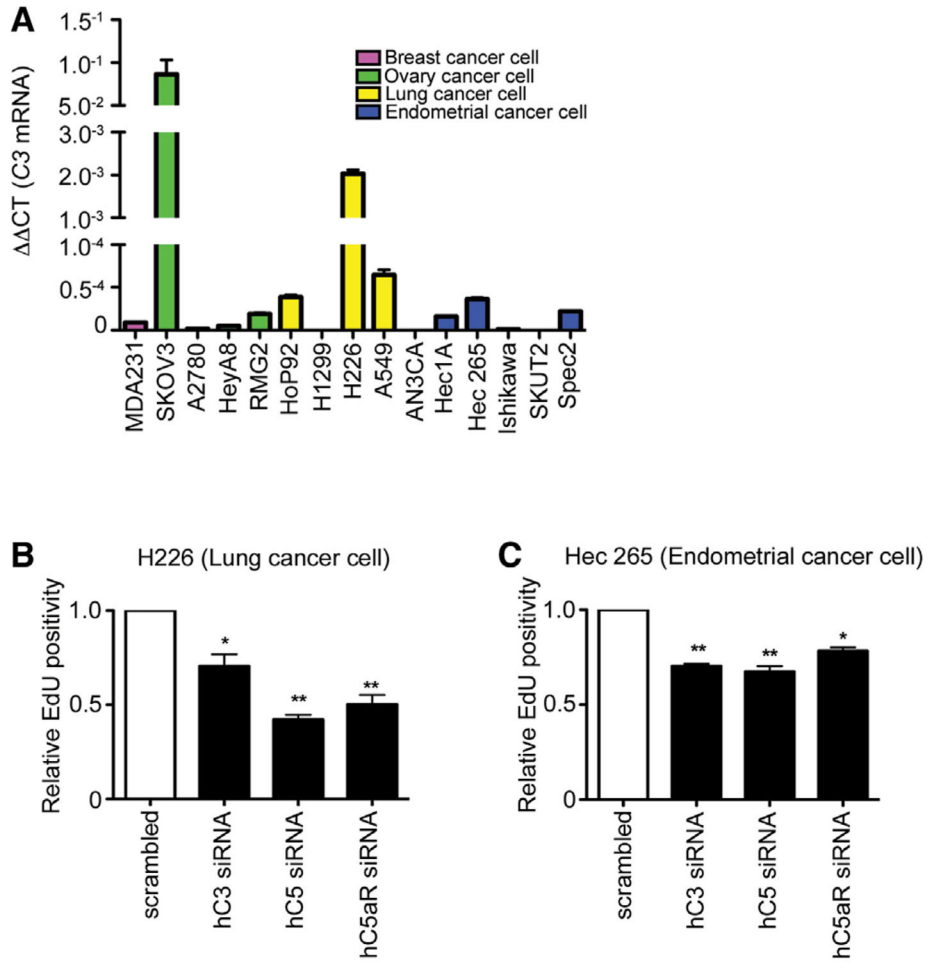 A
ΔΔCT (C3 mRNA)
1.5-1
1.0-1
5.0-2
3.0-3
2.0-3
1.0-3
1.0-4
0.5-4
0
Breast cancer cell
Ovary cancer cell
Lung cancer cell
Endometrial cancer cell
MDA231
SKOV3
A2780
HeyA8
RMG2
HoP92
H1299
H226
A549
AN3CA
Hec1A
Hec 265
Ishikawa
SKUT2
Spec2
B
H226 (Lung cancer cell)
Relative EdU positivity
1.0
0.5
0
*
**
**
scrambled
hC3 siRNA
hC5 siRNA
hC5aR siRNA
C
Hec 265 (Endometrial cancer cell)
Relative EdU positivity
1.0
0.5
0
**
**
*
scrambled
hC3 siRNA
hC5 siRNA
hC5aR siRNA